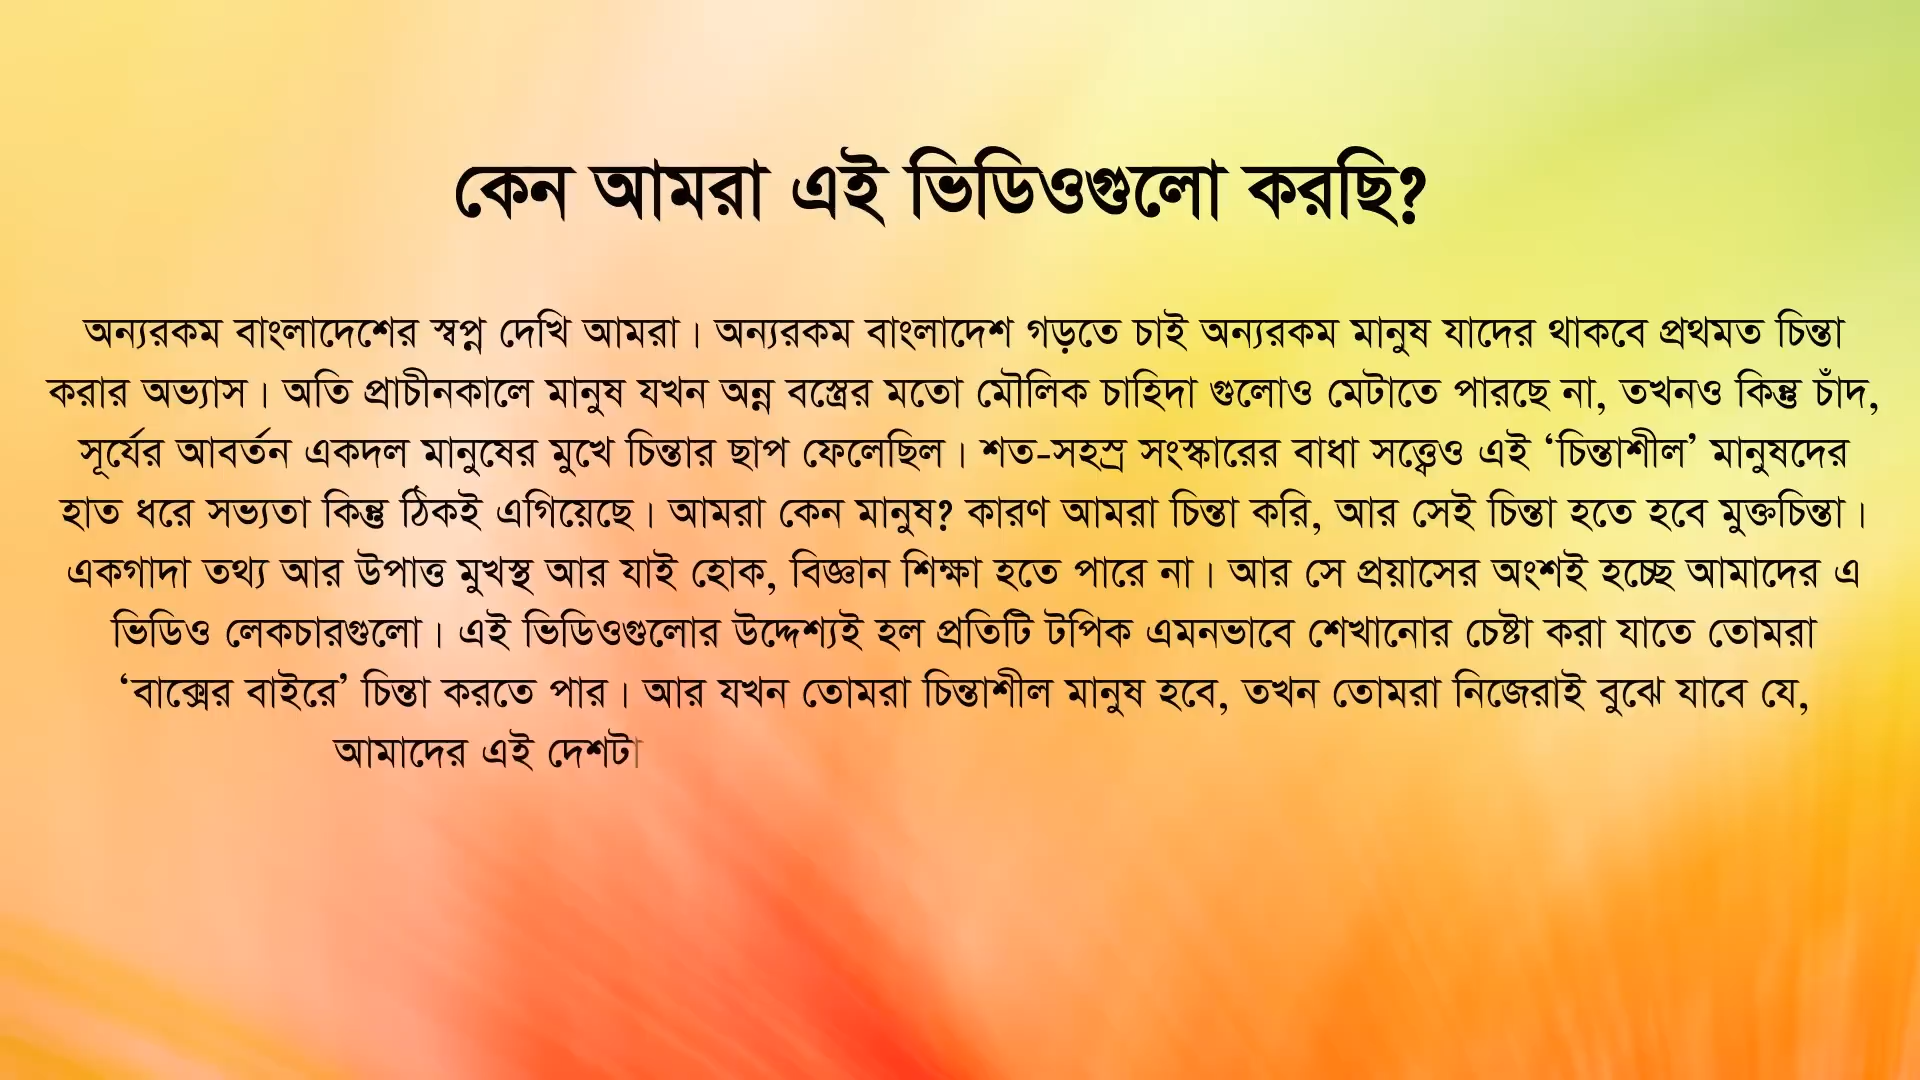 কেন আমরা এই ভিডিওগুলো করছি?
অন্যরকম বাংলাদেশের স্বপ্ন দেখি আমরা। অন্যরকম বাংলাদেশ গড়তে চাই অন্যরকম মানুষ যাদের থাকবে প্রথমত চিন্তা
করার অভ্যাস। অতি প্রাচীনকালে মানুষ যখন অন্ন বস্ত্রের মতো মৌলিক চাহিদা গুলোও মেটাতে পারছে না, তখনও কিন্তু চাঁদ,
সূর্যের আবর্তন একদল মানুষের মুখে চিন্তার ছাপ ফেলেছিল। শত-সহস্র সংস্কারের বাধা সত্ত্বেও এই ‘চিন্তাশীল’ মানুষদের
হাত ধরে সভ্যতা কিন্তু ঠিকই এগিয়েছে। আমরা কেন মানুষ? কারণ আমরা চিন্তা করি, আর সেই চিন্তা হতে হবে মুক্তচিন্তা।
একগাদা তথ্য আর উপাত্ত মুখস্থ আর যাই হোক, বিজ্ঞান শিক্ষা হতে পারে না। আর সে প্রয়াসের অংশই হচ্ছে আমাদের এ
ভিডিও লেকচারগুলো। এই ভিডিওগুলোর উদ্দেশ্যই হল প্রতিটি টপিক এমনভাবে শেখানোর চেষ্টা করা যাতে তোমরা
‘বাক্সের বাইরে’ চিন্তা করতে পার। আর যখন তোমরা চিন্তাশীল মানুষ হবে, তখন তোমরা নিজেরাই বুঝে যাবে যে,
আমাদের এই দেশটা